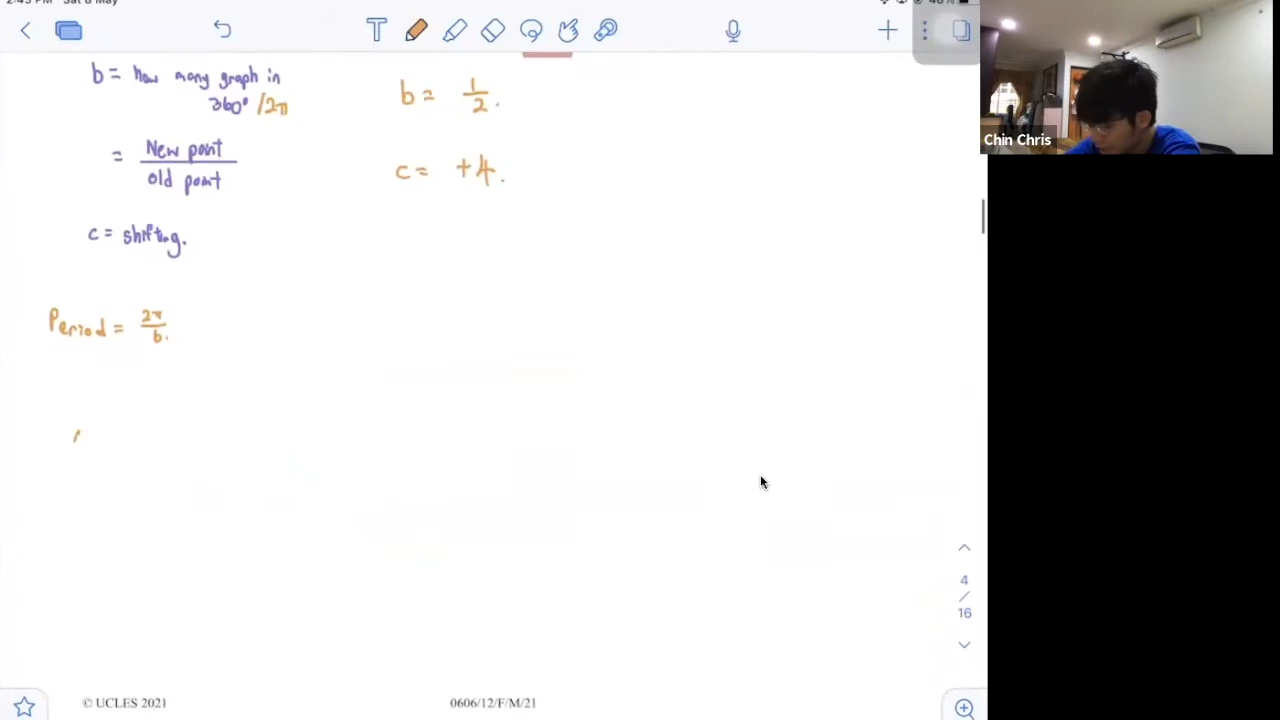 b = how many graph in
360° /2π
b = 1/2.
= New point / old point
c = +4.
c = shifting.
Period = 2π/b.
4
/
16
© UCLES 2021
0606/12/F/M/21
Chin Chris